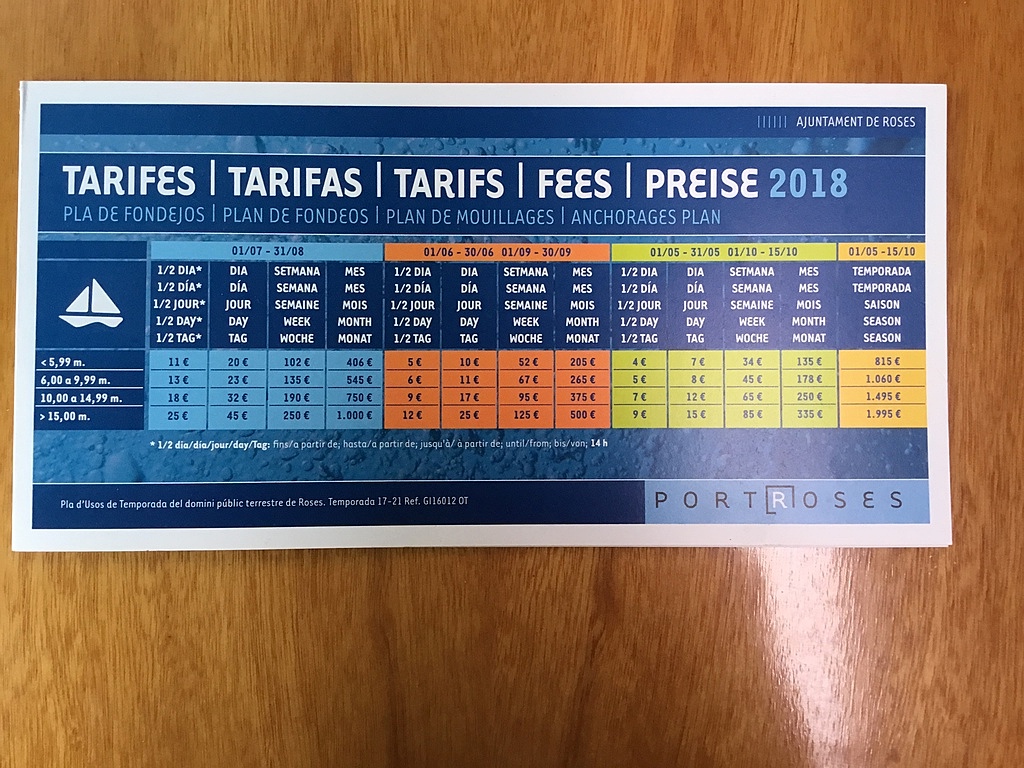 AJUNTAMENT DE ROSES
TARIFES | TARIFAS | TARIFS | FEES | PREISE 2018
PLA DE FONDEJOS | PLAN DE FONDEOS | PLAN DE MOUILLAGES | ANCHORAGES PLAN
01/07 - 31/08 01/06 - 30/06 01/09 - 30/09 01/05 - 31/05 01/10 - 15/10 01/05 -15/10
1/2 DIA* DIA SETMANA MES 1/2 DIA DIA SETMANA MES 1/2 DIA DIA SETMANA MES TEMPORADA
1/2 DÍA* DÍA SEMANA MES 1/2 DÍA DÍA SEMANA MES 1/2 DÍA DÍA SEMANA MES TEMPORADA
1/2 JOUR* JOUR SEMAINE MOIS 1/2 JOUR JOUR SEMAINE MOIS 1/2 JOUR JOUR SEMAINE MOIS SAISON
1/2 DAY* DAY WEEK MONTH 1/2 DAY DAY WEEK MONTH 1/2 DAY DAY WEEK MONTH SEASON
1/2 TAG* TAG WOCHE MONAT 1/2 TAG TAG WOCHE MONAT 1/2 TAG TAG WOCHE MONAT SEASON
< 5,99 m. 11 € 20 € 102 € 406 € 5 € 10 € 52 € 205 € 4 € 7 € 34 € 135 € 815 €
6,00 a 9,99 m. 13 € 23 € 135 € 545 € 6 € 11 € 67 € 265 € 5 € 8 € 45 € 178 € 1.060 €
10,00 a 14,99 m. 18 € 32 € 190 € 750 € 9 € 17 € 95 € 375 € 7 € 12 € 65 € 250 € 1.495 €
> 15,00 m. 25 € 45 € 250 € 1.000 € 12 € 25 € 125 € 500 € 9 € 15 € 85 € 335 € 1.995 €
* 1/2 dia/día/jour/day/Tag: fins/a partir de; hasta/a partir de; jusqu'à/ à partir de; until/from; bis/von; 14 h
Pla d'Usos de Temporada del domini públic terrestre de Roses. Temporada 17-21 Ref. GI16012 OT
PORTROSES